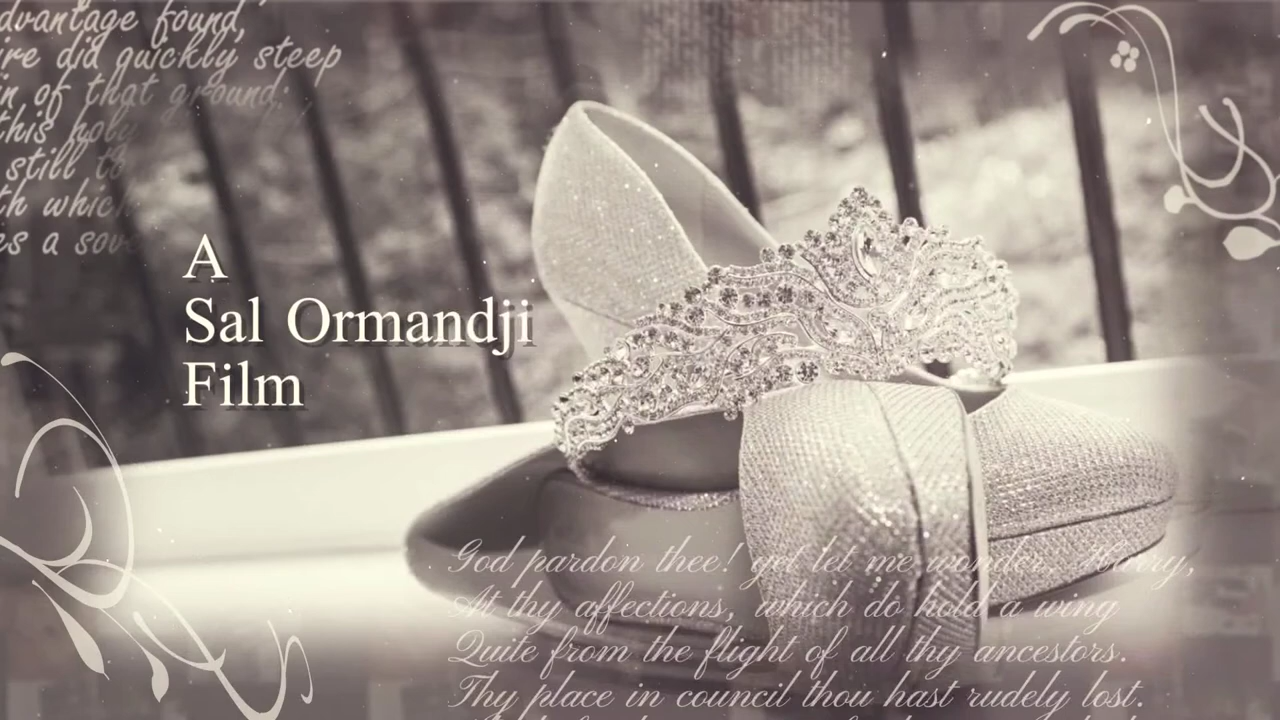 dvantage found,
ire did quickly steep
in of that ground;
this holy
still to
th which
es a sov
A
Sal Ormandji
Film
God pardon thee! yet let me wonder, Harry,
At thy affections, which do hold a wing
Quite from the flight of all thy ancestors.
Thy place in council thou hast rudely lost.